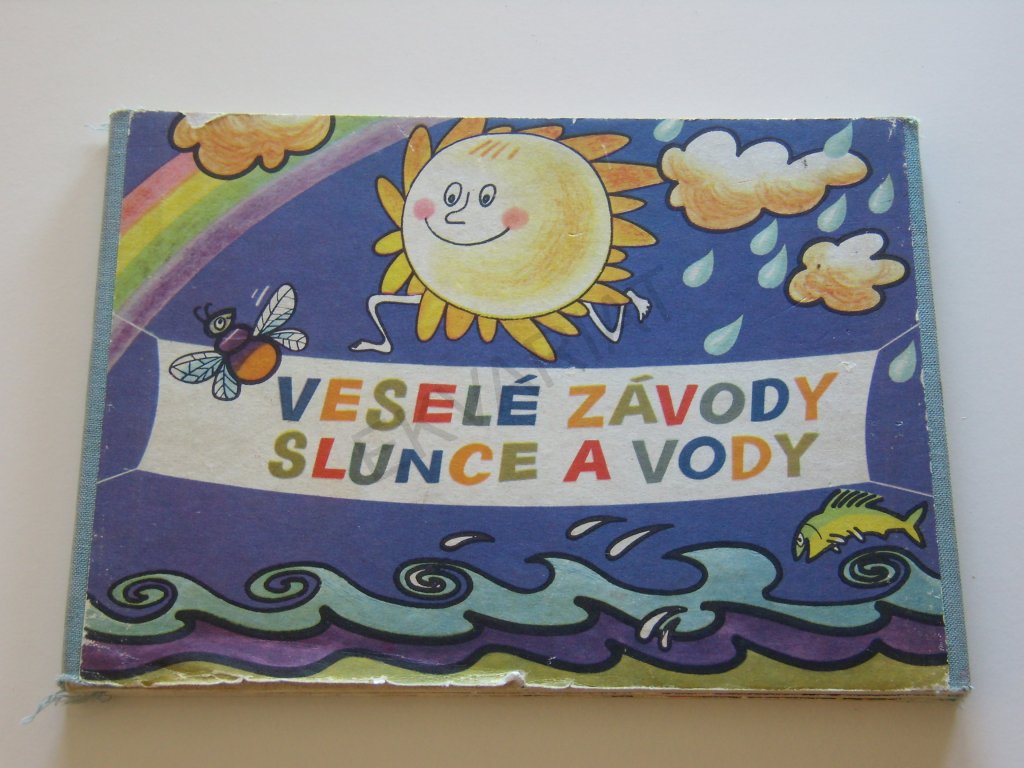 VESELÉ ZÁVODY
SLUNCE A VODY